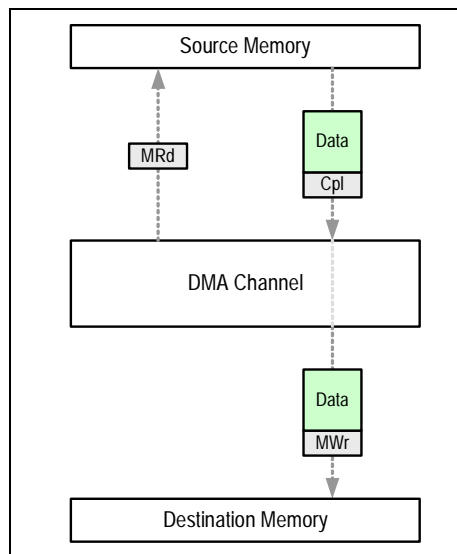 Source Memory
MRd
Data
Cpl
DMA Channel
Data
MWr
Destination Memory